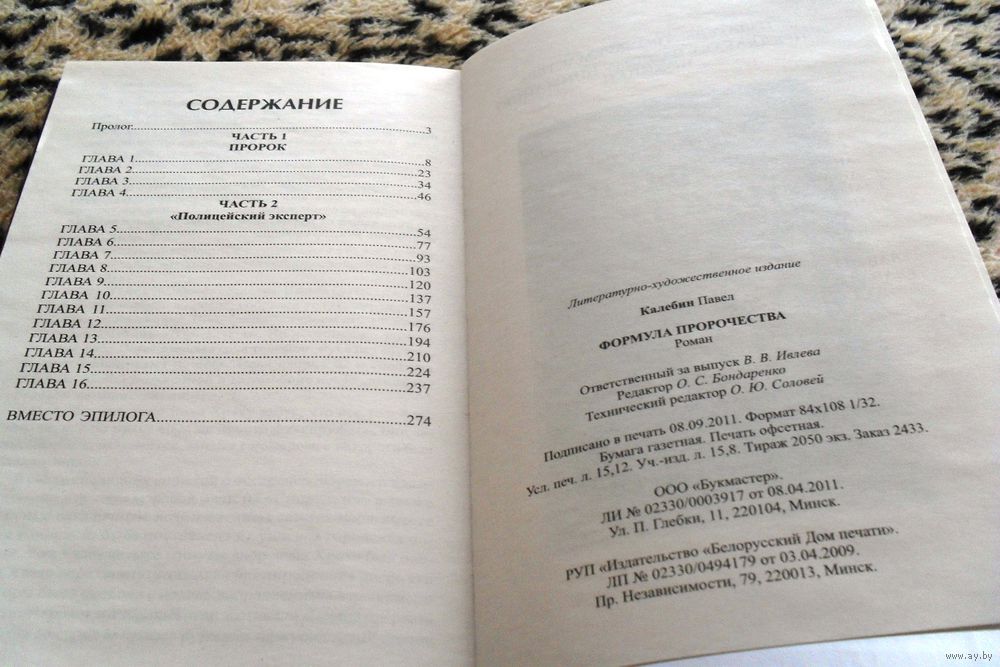 СОДЕРЖАНИЕ
Пролог........3
ЧАСТЬ 1
ПРОРОК
ГЛАВА 1........8
ГЛАВА 2........23
ГЛАВА 3........34
ГЛАВА 4........46
ЧАСТЬ 2
«Полицейский эксперт»
ГЛАВА 5........54
ГЛАВА 6........77
ГЛАВА 7........93
ГЛАВА 8........103
ГЛАВА 9........120
ГЛАВА 10........137
ГЛАВА 11........157
ГЛАВА 12........176
ГЛАВА 13........194
ГЛАВА 14........210
ГЛАВА 15........224
ГЛАВА 16........237
ВМЕСТО ЭПИЛОГА........274
Литературно-художественное издание
Калебин Павел
ФОРМУЛА ПРОРОЧЕСТВА
Роман
Ответственный за выпуск В. В. Ивлева
Редактор О. С. Бондаренко
Технический редактор О. Ю. Соловей
Подписано в печать 08.09.2011. Формат 84x108 1/32.
Бумага газетная. Печать офсетная.
Усл. печ. л. 15,12. Уч.-изд. л. 15,8. Тираж 2050 экз. Заказ 2433.
ООО «Букмастер».
ЛИ № 02330/0003917 от 08.04.2011.
Ул. П. Глебки, 11, 220104, Минск.
РУП «Издательство «Белорусский Дом печати».
ЛП № 02330/0494179 от 03.04.2009.
Пр. Независимости, 79, 220013, Минск.
www.ay.by